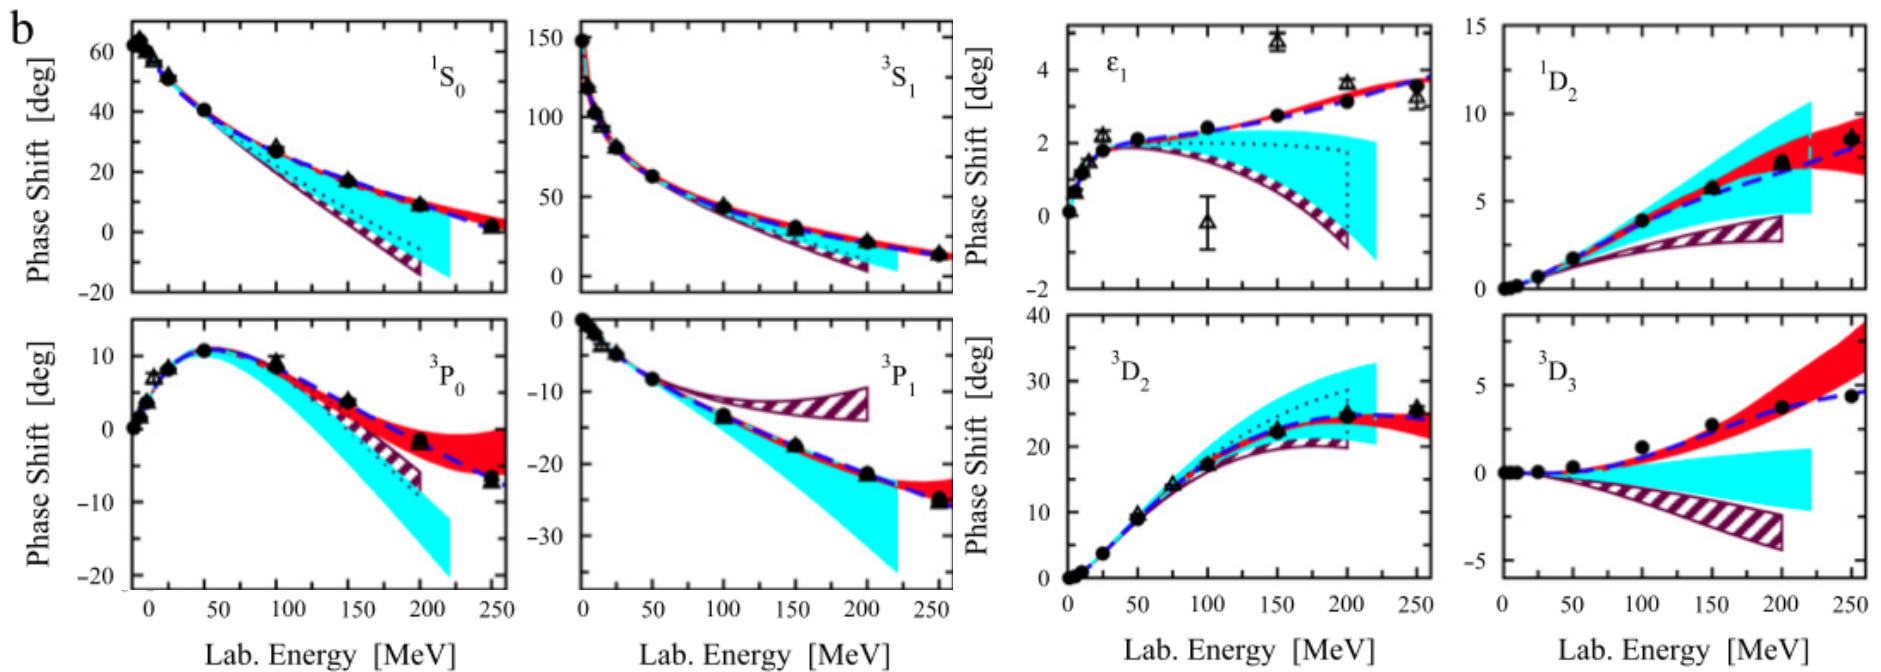 b
Phase Shift [deg]
60
40
20
0
−20
¹S₀
150
100
50
0
³S₁
Phase Shift [deg]
4
2
0
−2
ε₁
15
10
5
0
¹D₂
Phase Shift [deg]
10
0
−10
−20
³P₀
0
−10
−20
−30
³P₁
Phase Shift [deg]
40
30
20
10
0
³D₂
5
0
−5
³D₃
0 50 100 150 200 250
0 50 100 150 200 250
0 50 100 150 200 250
0 50 100 150 200 250
Lab. Energy [MeV]
Lab. Energy [MeV]
Lab. Energy [MeV]
Lab. Energy [MeV]